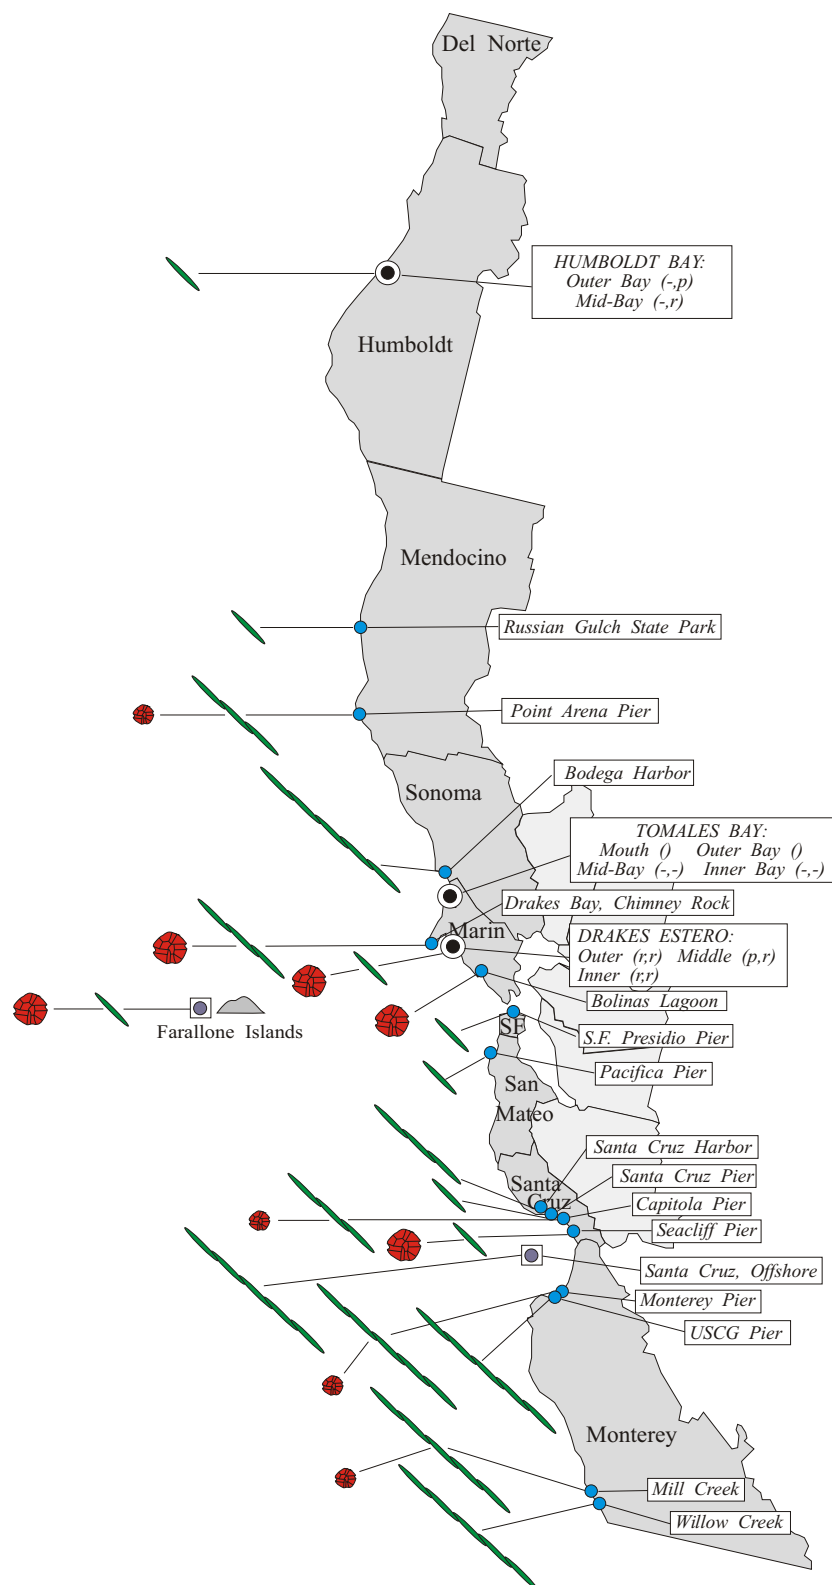 Del Norte
HUMBOLDT BAY:
Outer Bay (-,p)
Mid-Bay (-,r)
Humboldt
Mendocino
Russian Gulch State Park
Point Arena Pier
Bodega Harbor
Sonoma
TOMALES BAY:
Mouth () Outer Bay ()
Mid-Bay (-,-) Inner Bay (-,-)
Drakes Bay, Chimney Rock
Marin
DRAKES ESTERO:
Outer (r,r) Middle (p,r)
Inner (r,r)
Bolinas Lagoon
Farallone Islands
SF
S.F. Presidio Pier
Pacifica Pier
San
Mateo
Santa Cruz Harbor
Santa Cruz Pier
Santa
Cruz
Capitola Pier
Seacliff Pier
Santa Cruz, Offshore
Monterey Pier
USCG Pier
Monterey
Mill Creek
Willow Creek